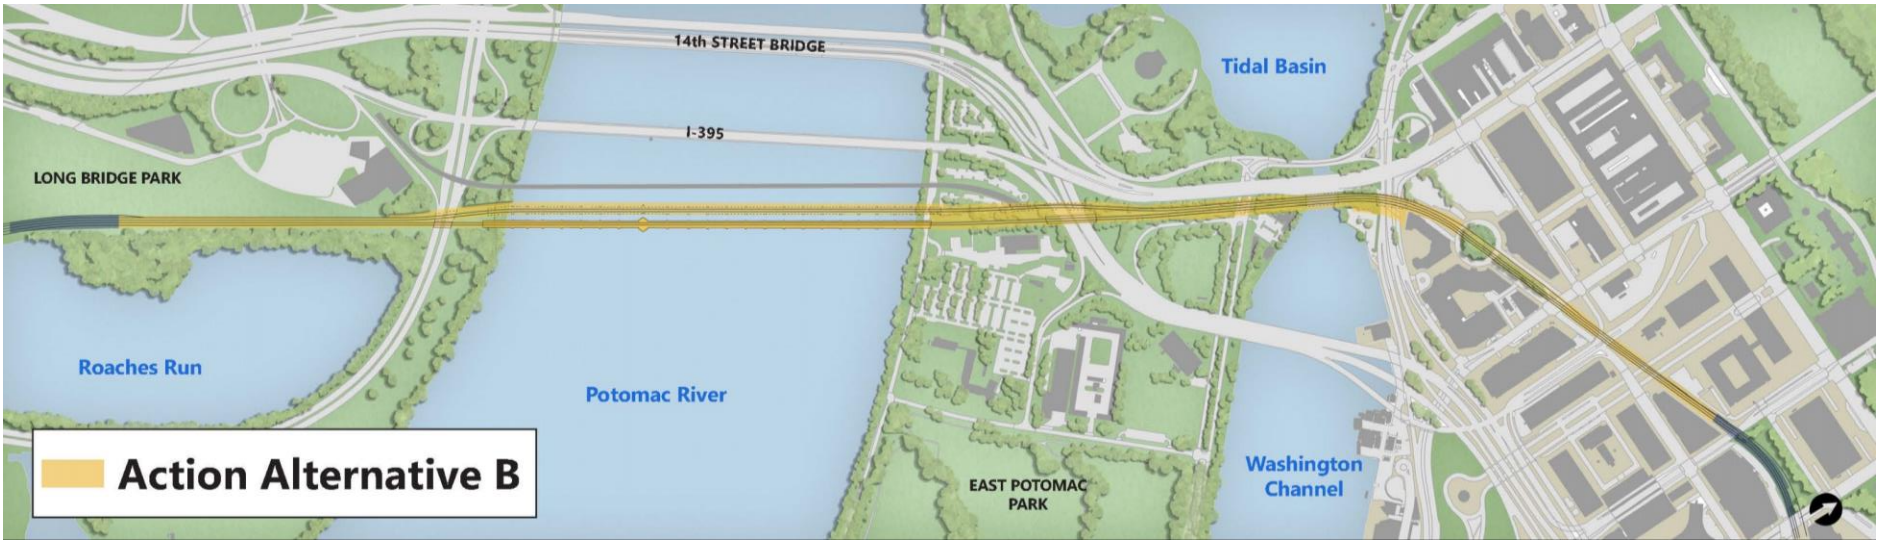 14th STREET BRIDGE
Tidal Basin
I-395
LONG BRIDGE PARK
Roaches Run
Potomac River
Action Alternative B
EAST POTOMAC
PARK
Washington
Channel